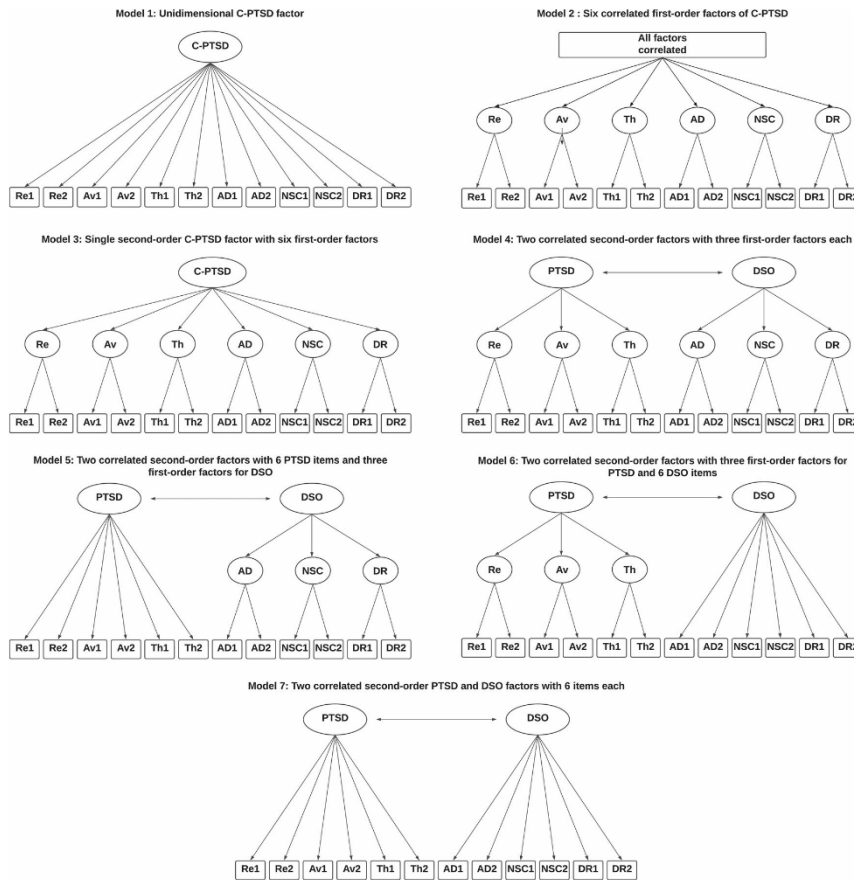 Model 1: Unidimensional C-PTSD factor
C-PTSD
Re1 Re2 Av1 Av2 Th1 Th2 AD1 AD2 NSC1 NSC2 DR1 DR2
Model 2 : Six correlated first-order factors of C-PTSD
All factors
correlated
Re Av Th AD NSC DR
Re1 Re2 Av1 Av2 Th1 Th2 AD1 AD2 NSC1 NSC2 DR1 DR2
Model 3: Single second-order C-PTSD factor with six first-order factors
C-PTSD
Re Av Th AD NSC DR
Re1 Re2 Av1 Av2 Th1 Th2 AD1 AD2 NSC1 NSC2 DR1 DR2
Model 4: Two correlated second-order factors with three first-order factors each
PTSD DSO
Re Av Th AD NSC DR
Re1 Re2 Av1 Av2 Th1 Th2 AD1 AD2 NSC1 NSC2 DR1 DR2
Model 5: Two correlated second-order factors with 6 PTSD items and three
first-order factors for DSO
PTSD DSO
AD NSC DR
Re1 Re2 Av1 Av2 Th1 Th2 AD1 AD2 NSC1 NSC2 DR1 DR2
Model 6: Two correlated second-order factors with three first-order factors for
PTSD and 6 DSO items
PTSD DSO
Re Av Th
Re1 Re2 Av1 Av2 Th1 Th2 AD1 AD2 NSC1 NSC2 DR1 DR2
Model 7: Two correlated second-order PTSD and DSO factors with 6 items each
PTSD DSO
Re1 Re2 Av1 Av2 Th1 Th2 AD1 AD2 NSC1 NSC2 DR1 DR2